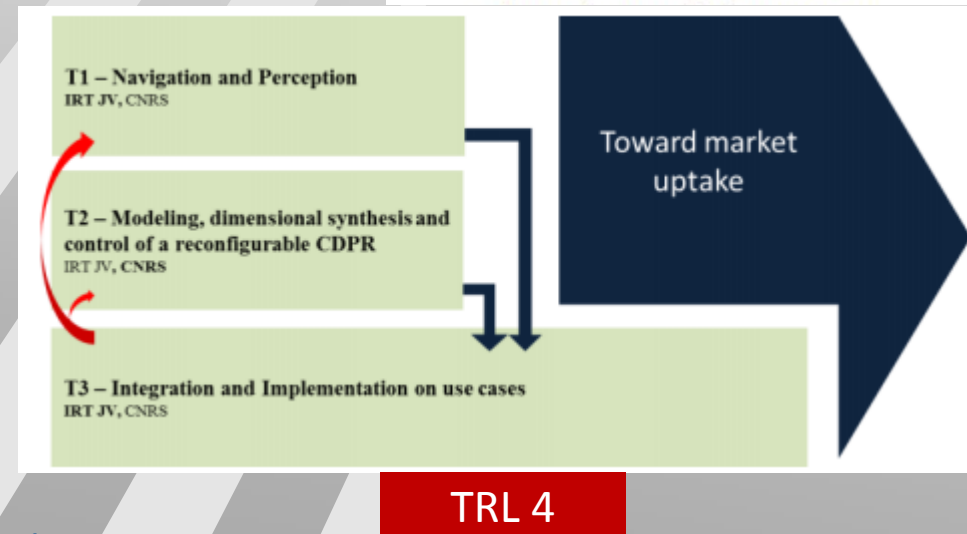 T1 – Navigation and Perception
IRT JV, CNRS
T2 – Modeling, dimensional synthesis and
control of a reconfigurable CDPR
IRT JV, CNRS
T3 – Integration and Implementation on use cases
IRT JV, CNRS
Toward market
uptake
TRL 4